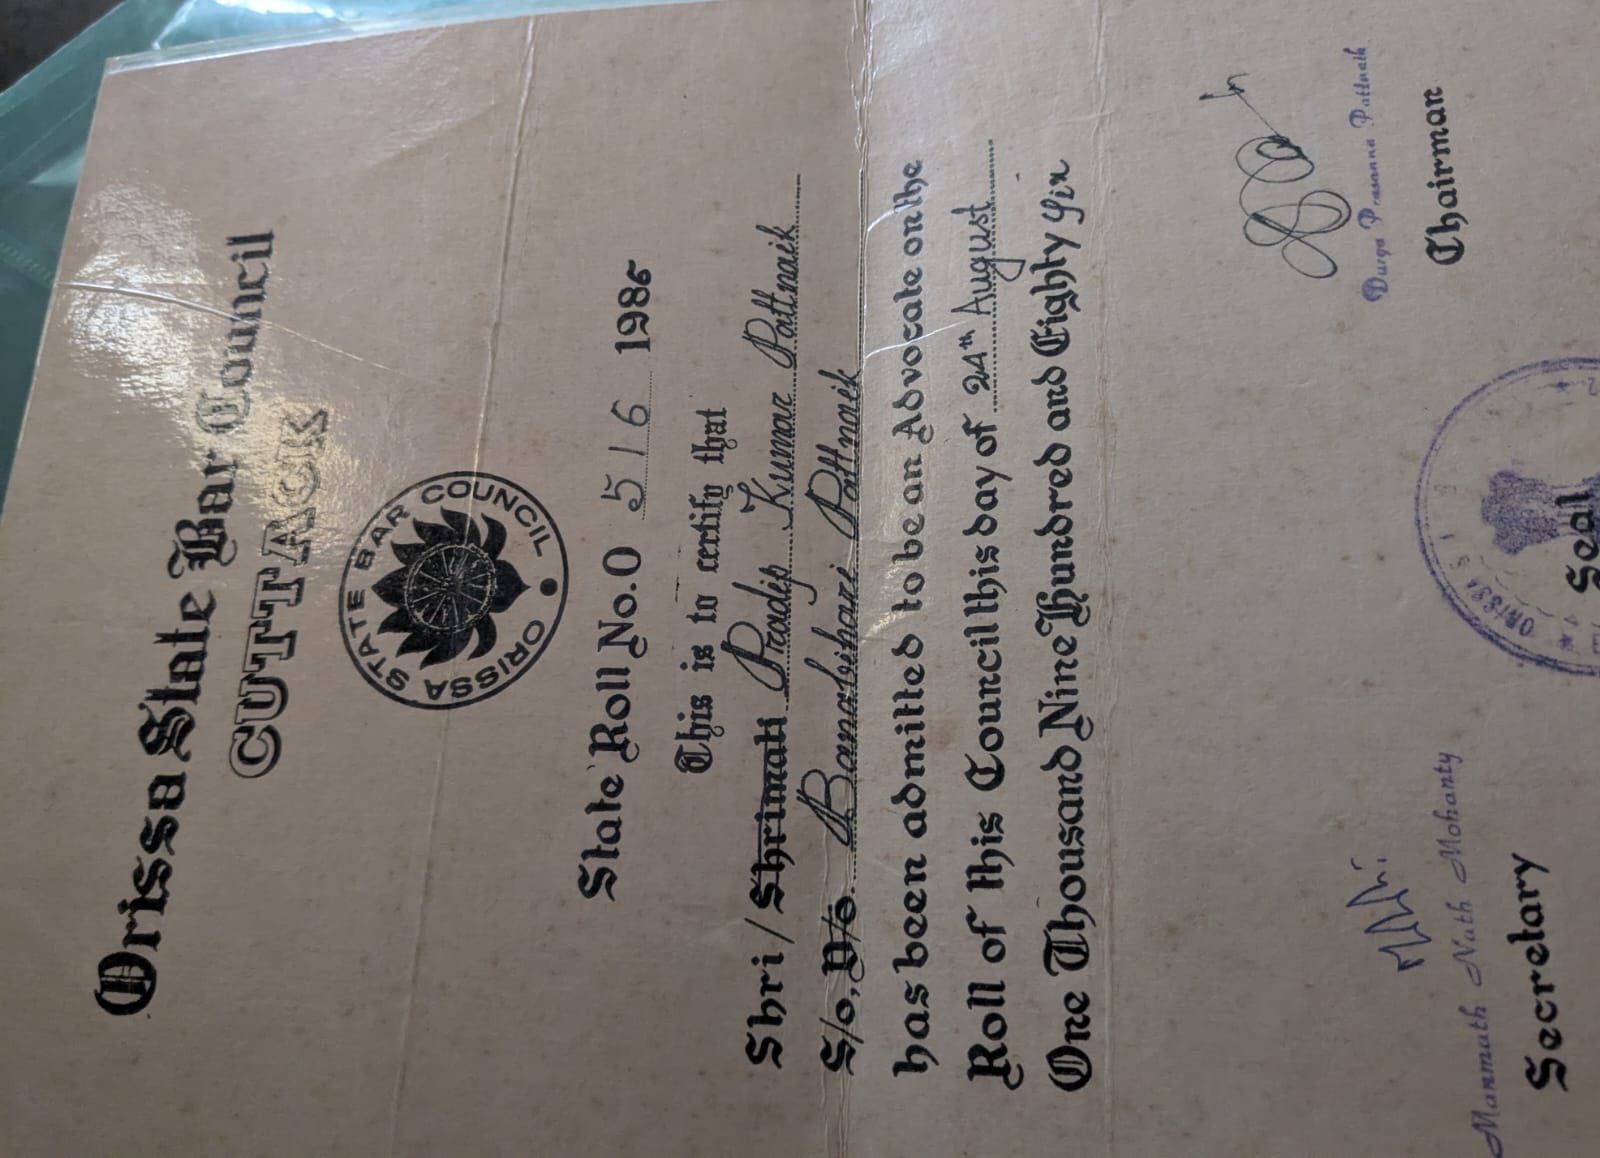 Orissa State Bar Council
CUTTACK
ORISSA STATE BAR COUNCIL
State Roll No. O 516 1986
This is to certify that
Shri / Shrimati Pradip Kumar Pattnaik
S/o, D/o. Banarbihari Pattnaik
has been admitted to be an Advocate on the
Roll of this Council this day of 24th August
One Thousand Nine Hundred and Eighty Six
Durga Prasanna Pattnaik
Chairman
Manmath Nath Mohanty
Secretary
ORISSA
Seal